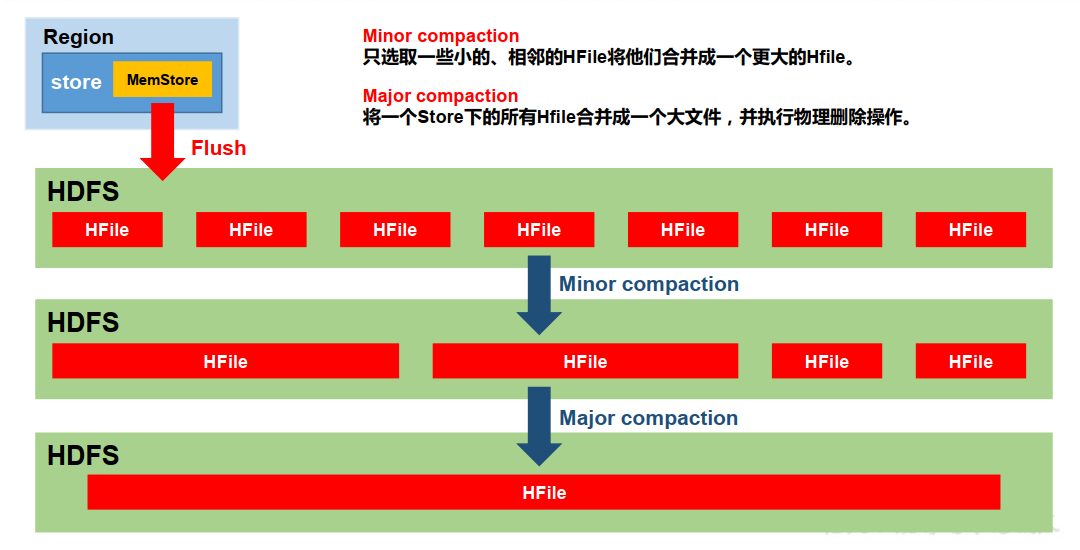 Region
store
MemStore
Flush
Minor compaction
只选取一些小的、相邻的HFile将他们合并成一个更大的Hfile。
Major compaction
将一个Store下的所有Hfile合并成一个大文件，并执行物理删除操作。
HDFS
HFile HFile HFile HFile HFile HFile HFile
Minor compaction
HDFS
HFile HFile HFile HFile
Major compaction
HDFS
HFile